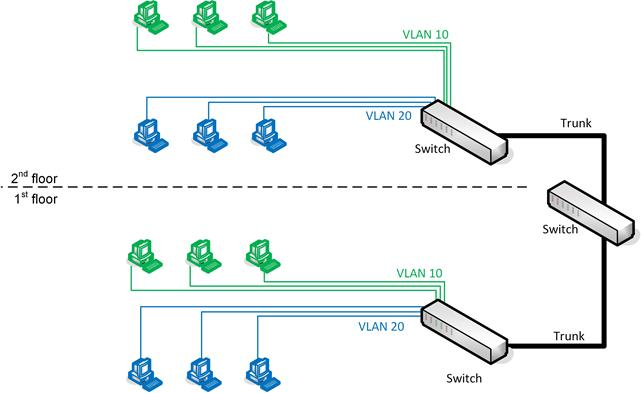 VLAN 10
VLAN 20
Trunk
Switch
2nd floor
1st floor
Switch
VLAN 10
VLAN 20
Trunk
Switch